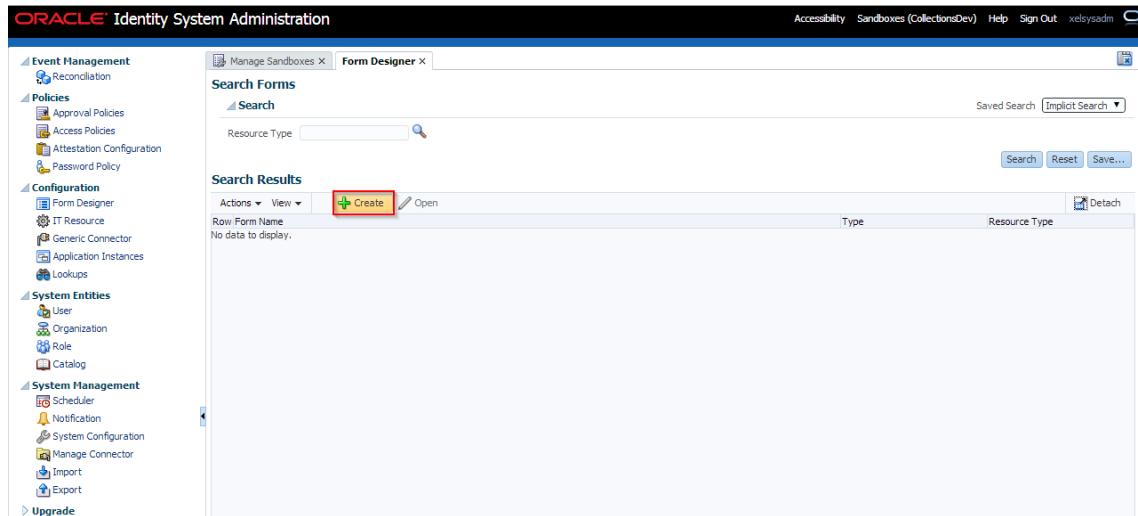 ORACLE Identity System Administration
Accessibility Sandboxes (CollectionsDev) Help Sign Out xelsysadm
Manage Sandboxes × Form Designer ×
Event Management
Reconciliation
Policies
Approval Policies
Access Policies
Attestation Configuration
Password Policy
Configuration
Form Designer
IT Resource
Generic Connector
Application Instances
Lookups
System Entities
User
Organization
Role
Catalog
System Management
Scheduler
Notification
System Configuration
Manage Connector
Import
Export
Upgrade
Search Forms
Search
Saved Search Implicit Search
Resource Type
Search Reset Save...
Search Results
Actions View Create Open Detach
Row Form Name Type Resource Type
No data to display.